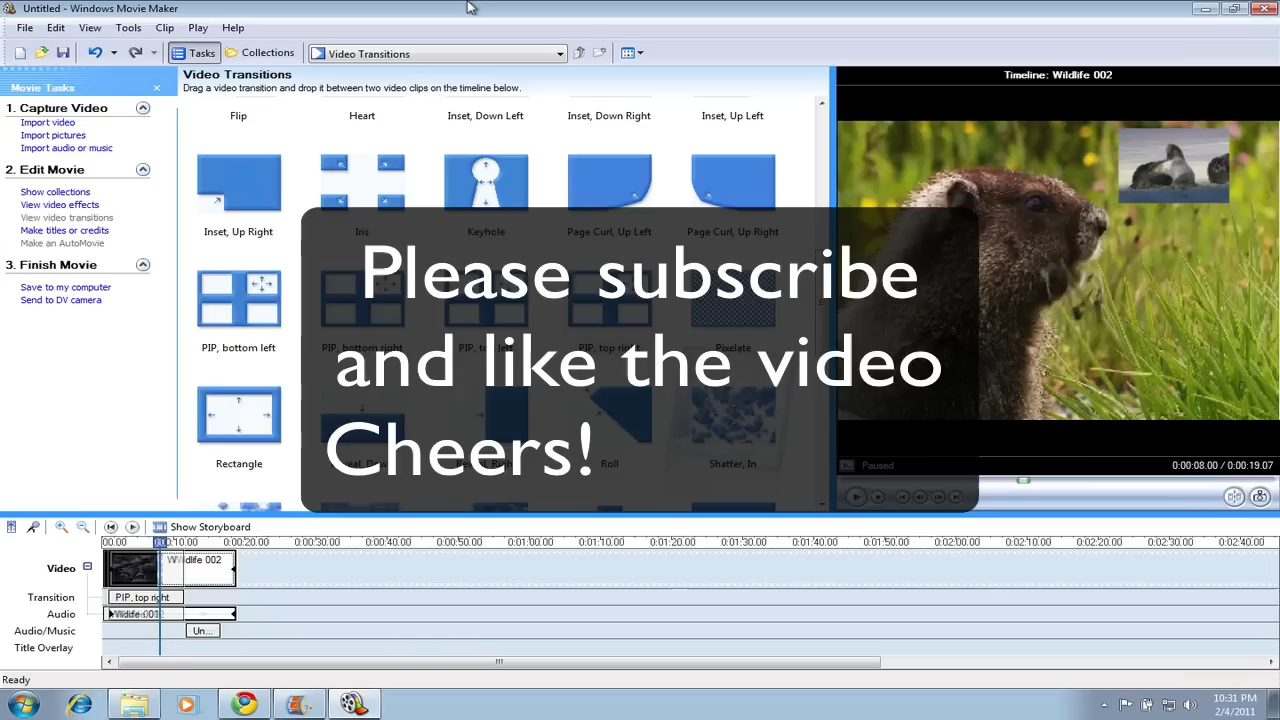 Untitled - Windows Movie Maker
File Edit View Tools Clip Play Help
Tasks Collections Video Transitions
Movie Tasks
1. Capture Video
Import video
Import pictures
Import audio or music
2. Edit Movie
Show collections
View video effects
View video transitions
Make titles or credits
Make an AutoMovie
3. Finish Movie
Save to my computer
Send to DV camera
Video Transitions
Drag a video transition and drop it between two video clips on the timeline below.
Flip Heart Inset, Down Left Inset, Down Right Inset, Up Left
Inset, Up Right Iris Keyhole Page Curl, Up Left Page Curl, Up Right
PIP, bottom left PIP, bottom right PIP, top left PIP, top right Pixelate
Rectangle Reveal, Down Reveal, Right Roll Shatter, In
Please subscribe
and like the video
Cheers!
Timeline: Wildlife 002
Paused 0:00:08.00 / 0:00:19.07
Show Storyboard
00.00 0:00:10.00 0:00:20.00 0:00:30.00 0:00:40.00 0:00:50.00 0:01:00.00 0:01:10.00 0:01:20.00 0:01:30.00 0:01:40.00 0:01:50.00 0:02:00.00 0:02:10.00 0:02:20.00 0:02:30.00 0:02:40.00
Video Wildlife 002
Transition PIP, top right
Audio Wildlife 001
Audio/Music Un...
Title Overlay
Ready
10:31 PM
2/4/2011